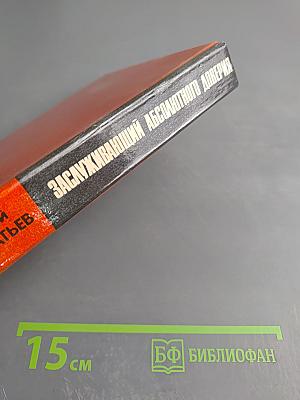 ЗАСЛУЖИВАЮЩИЙ АБСОЛЮТНОГО ДОВЕРИЯ
15 см
БФ БИБЛИОФАН